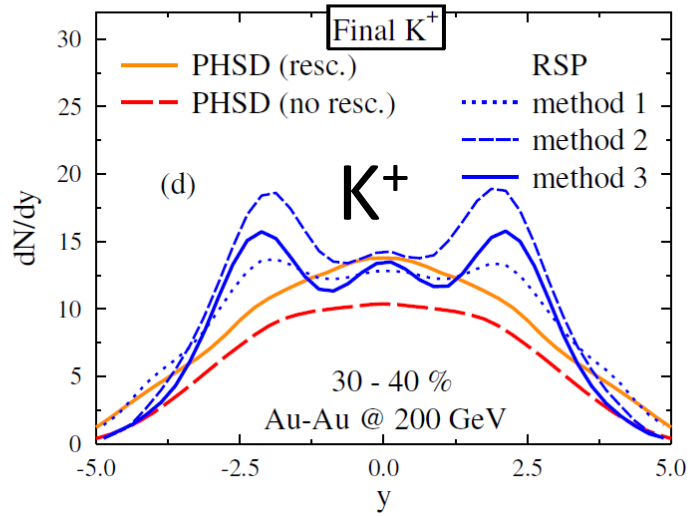 Final K⁺
30
25
20
15
10
5
0
dN/dy
PHSD (resc.)
PHSD (no resc.)
RSP
method 1
method 2
method 3
(d)
K⁺
30 - 40 %
Au-Au @ 200 GeV
-5.0 -2.5 0.0 2.5 5.0
y